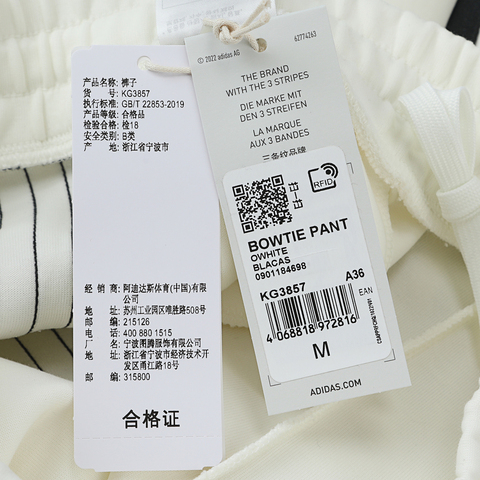 产品名称: 裤子
货 号: KG3857
执行标准: GB/T 22853-2019
产品等级: 合格品
检验合格: 检18
安全类别: B类
产 地: 浙江省宁波市
经 销 商: 阿迪达斯体育(中国)有限公司
地 址: 苏州工业园区唯胜路508号
邮 编: 215126
电 话: 400 880 1515
厂 名: 宁波图腾服饰有限公司
地 址: 浙江省宁波市经济技术开发区甬江路18号
邮 编: 315800
合格证
62774263
© 2022 adidas AG
THE BRAND
WITH THE 3 STRIPES
DIE MARKE MIT
DEN 3 STREIFEN
LA MARQUE
AUX 3 BANDES
三条纹品牌
RFID
BOWTIE PANT
OWHITE
BLACAS
0901184698
KG3857 A36
EAN
4 068818 972816
M
ADIDAS.COM